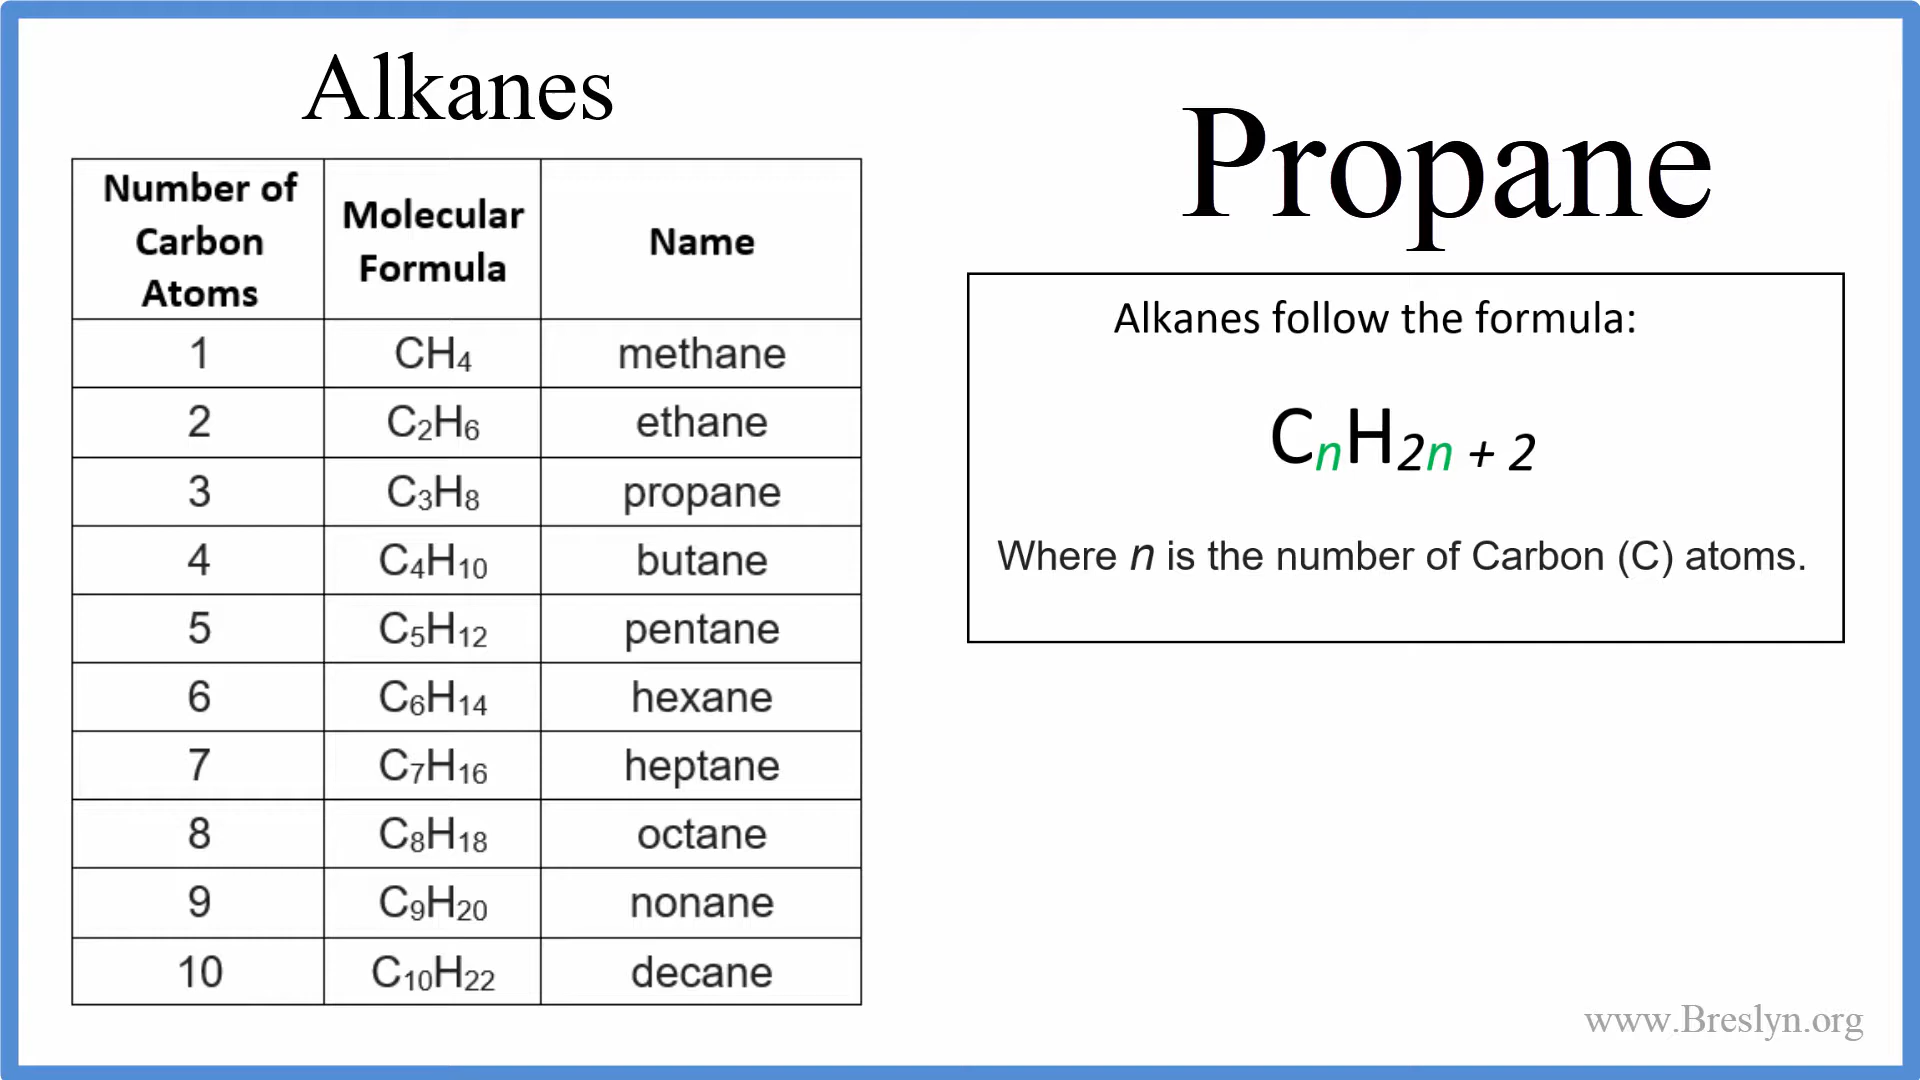 Alkanes
Number of Carbon Atoms Molecular Formula Name
1 CH4 methane
2 C2H6 ethane
3 C3H8 propane
4 C4H10 butane
5 C5H12 pentane
6 C6H14 hexane
7 C7H16 heptane
8 C8H18 octane
9 C9H20 nonane
10 C10H22 decane
Propane
Alkanes follow the formula:
CnH2n + 2
Where n is the number of Carbon (C) atoms.
www.Breslyn.org